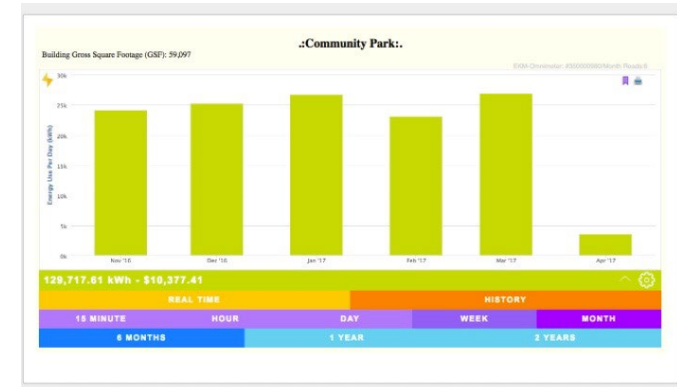 .:Community Park:.
Building Gross Square Footage (GSF): 59,097
30k
25k
20k
15k
10k
5k
0k
Energy Use Per Day (kWh)
Nov '16 Dec '16 Jan '17 Feb '17 Mar '17 Apr '17
129,717.61 kWh - $10,377.41
REAL TIME HISTORY
15 MINUTE HOUR DAY WEEK MONTH
6 MONTHS 1 YEAR 2 YEARS